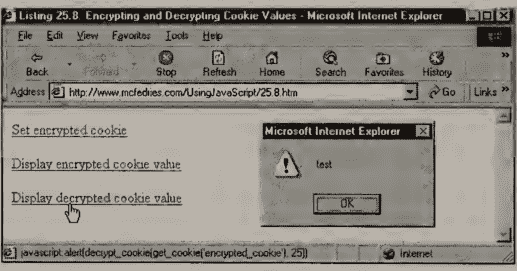 Listing 25.8. Encrypting and Decrypting Cookie Values - Microsoft Internet Explorer
File Edit View Favorites Tools Help
Back Forward Stop Refresh Home Search Favorites History »
Address http://www.mcfedries.com/UsingJavaScript/25.8.htm Go Links »
Set encrypted cookie
Display encrypted cookie value
Display decrypted cookie value
Microsoft Internet Explorer
test
OK
javascript:alert(decrypt_cookie(get_cookie('encrypted_cookie'), 25)) Internet